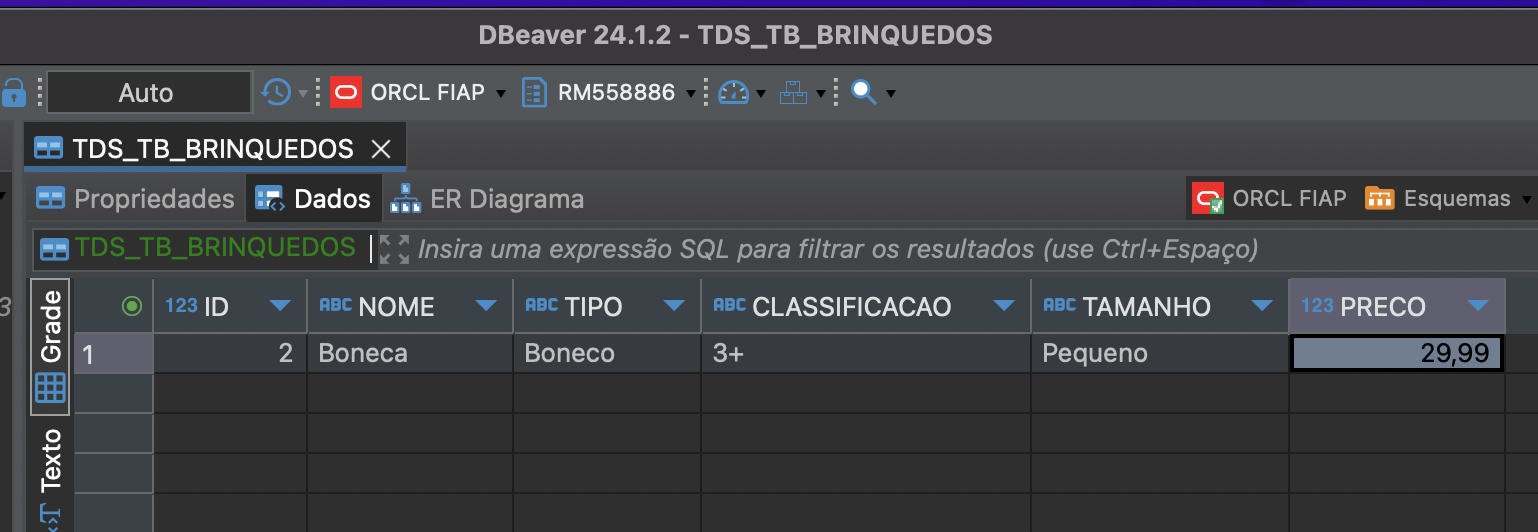 DBeaver 24.1.2 - TDS_TB_BRINQUEDOS
Auto ORCL FIAP RM558886
TDS_TB_BRINQUEDOS
Propriedades Dados ER Diagrama ORCL FIAP Esquemas
TDS_TB_BRINQUEDOS Insira uma expressão SQL para filtrar os resultados (use Ctrl+Espaço)
Grade
Texto
123 ID ABC NOME ABC TIPO ABC CLASSIFICACAO ABC TAMANHO 123 PRECO
1 2 Boneca Boneco 3+ Pequeno 29,99